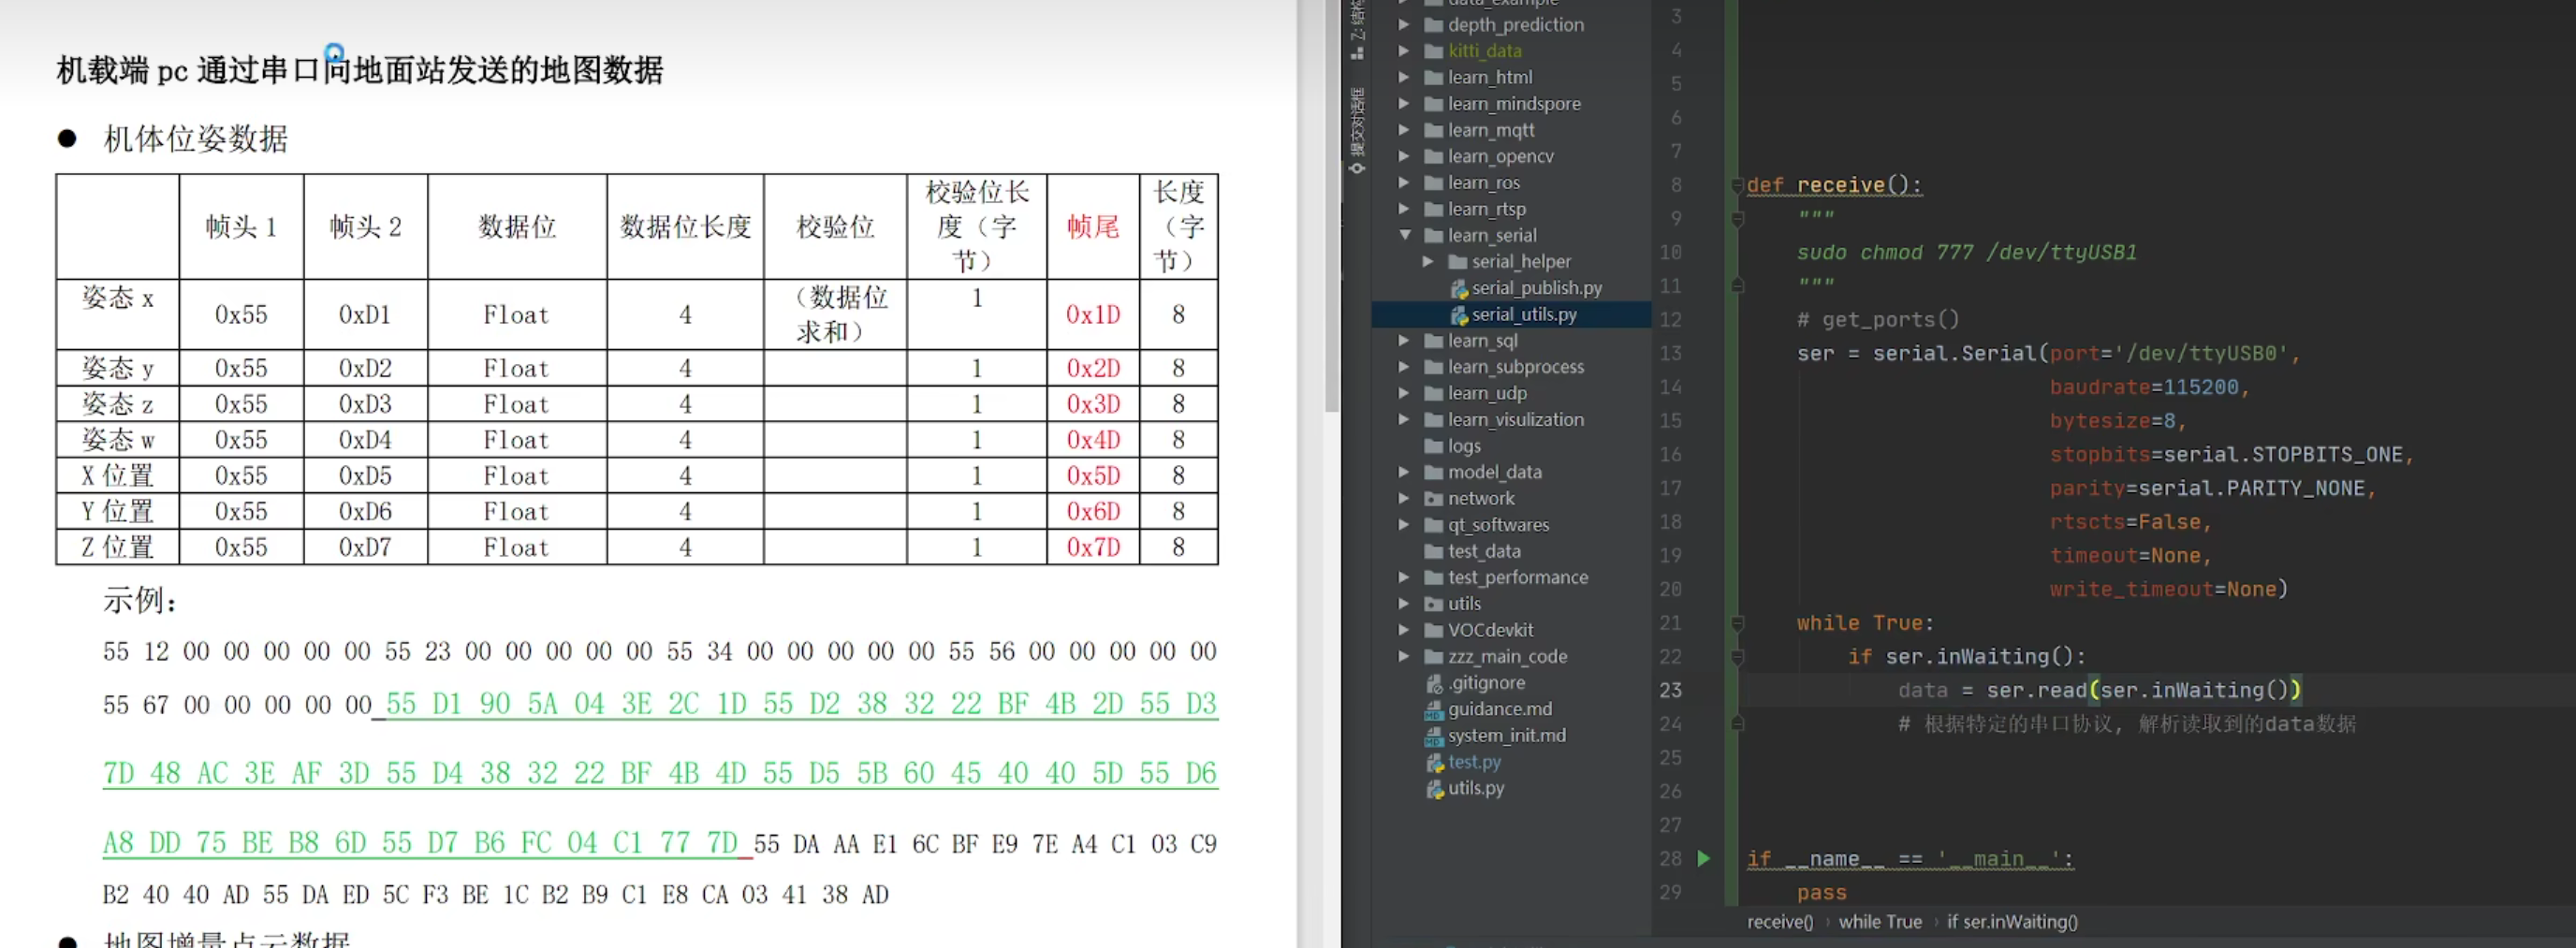 机载端 pc 通过串口向地面站发送的地图数据
● 机体位姿数据
帧头 1 帧头 2 数据位 数据位长度 校验位 校验位长度（字节） 帧尾 长度（字节）
姿态 x 0x55 0xD1 Float 4 （数据位求和） 1 0x1D 8
姿态 y 0x55 0xD2 Float 4 1 0x2D 8
姿态 z 0x55 0xD3 Float 4 1 0x3D 8
姿态 w 0x55 0xD4 Float 4 1 0x4D 8
X 位置 0x55 0xD5 Float 4 1 0x5D 8
Y 位置 0x55 0xD6 Float 4 1 0x6D 8
Z 位置 0x55 0xD7 Float 4 1 0x7D 8
示例：
55 12 00 00 00 00 00 55 23 00 00 00 00 00 55 34 00 00 00 00 00 55 56 00 00 00 00 00
55 67 00 00 00 00 00 55 D1 90 5A 04 3E 2C 1D 55 D2 38 32 22 BF 4B 2D 55 D3
7D 48 AC 3E AF 3D 55 D4 38 32 22 BF 4B 4D 55 D5 5B 60 45 40 40 5D 55 D6
A8 DD 75 BE B8 6D 55 D7 B6 FC 04 C1 77 7D 55 DA AA E1 6C BF E9 7E A4 C1 03 C9
B2 40 40 AD 55 DA ED 5C F3 BE 1C B2 B9 C1 E8 CA 03 41 38 AD
● 地图增量点云数据
Z: 结构
提交对话框
data_example
depth_prediction
kitti_data
learn_html
learn_mindspore
learn_mqtt
learn_opencv
learn_ros
learn_rtsp
learn_serial
serial_helper
serial_publish.py
serial_utils.py
learn_sql
learn_subprocess
learn_udp
learn_visulization
logs
model_data
network
qt_softwares
test_data
test_performance
utils
VOCdevkit
zzz_main_code
.gitignore
guidance.md
system_init.md
test.py
utils.py
3
4
5
6
7
8 def receive():
9 """
10 sudo chmod 777 /dev/ttyUSB1
11 """
12 # get_ports()
13 ser = serial.Serial(port='/dev/ttyUSB0',
14 baudrate=115200,
15 bytesize=8,
16 stopbits=serial.STOPBITS_ONE,
17 parity=serial.PARITY_NONE,
18 rtscts=False,
19 timeout=None,
20 write_timeout=None)
21 while True:
22 if ser.inWaiting():
23 data = ser.read(ser.inWaiting())
24 # 根据特定的串口协议, 解析读取到的data数据
25
26
27
28 if __name__ == '__main__':
29 pass
receive() › while True › if ser.inWaiting()